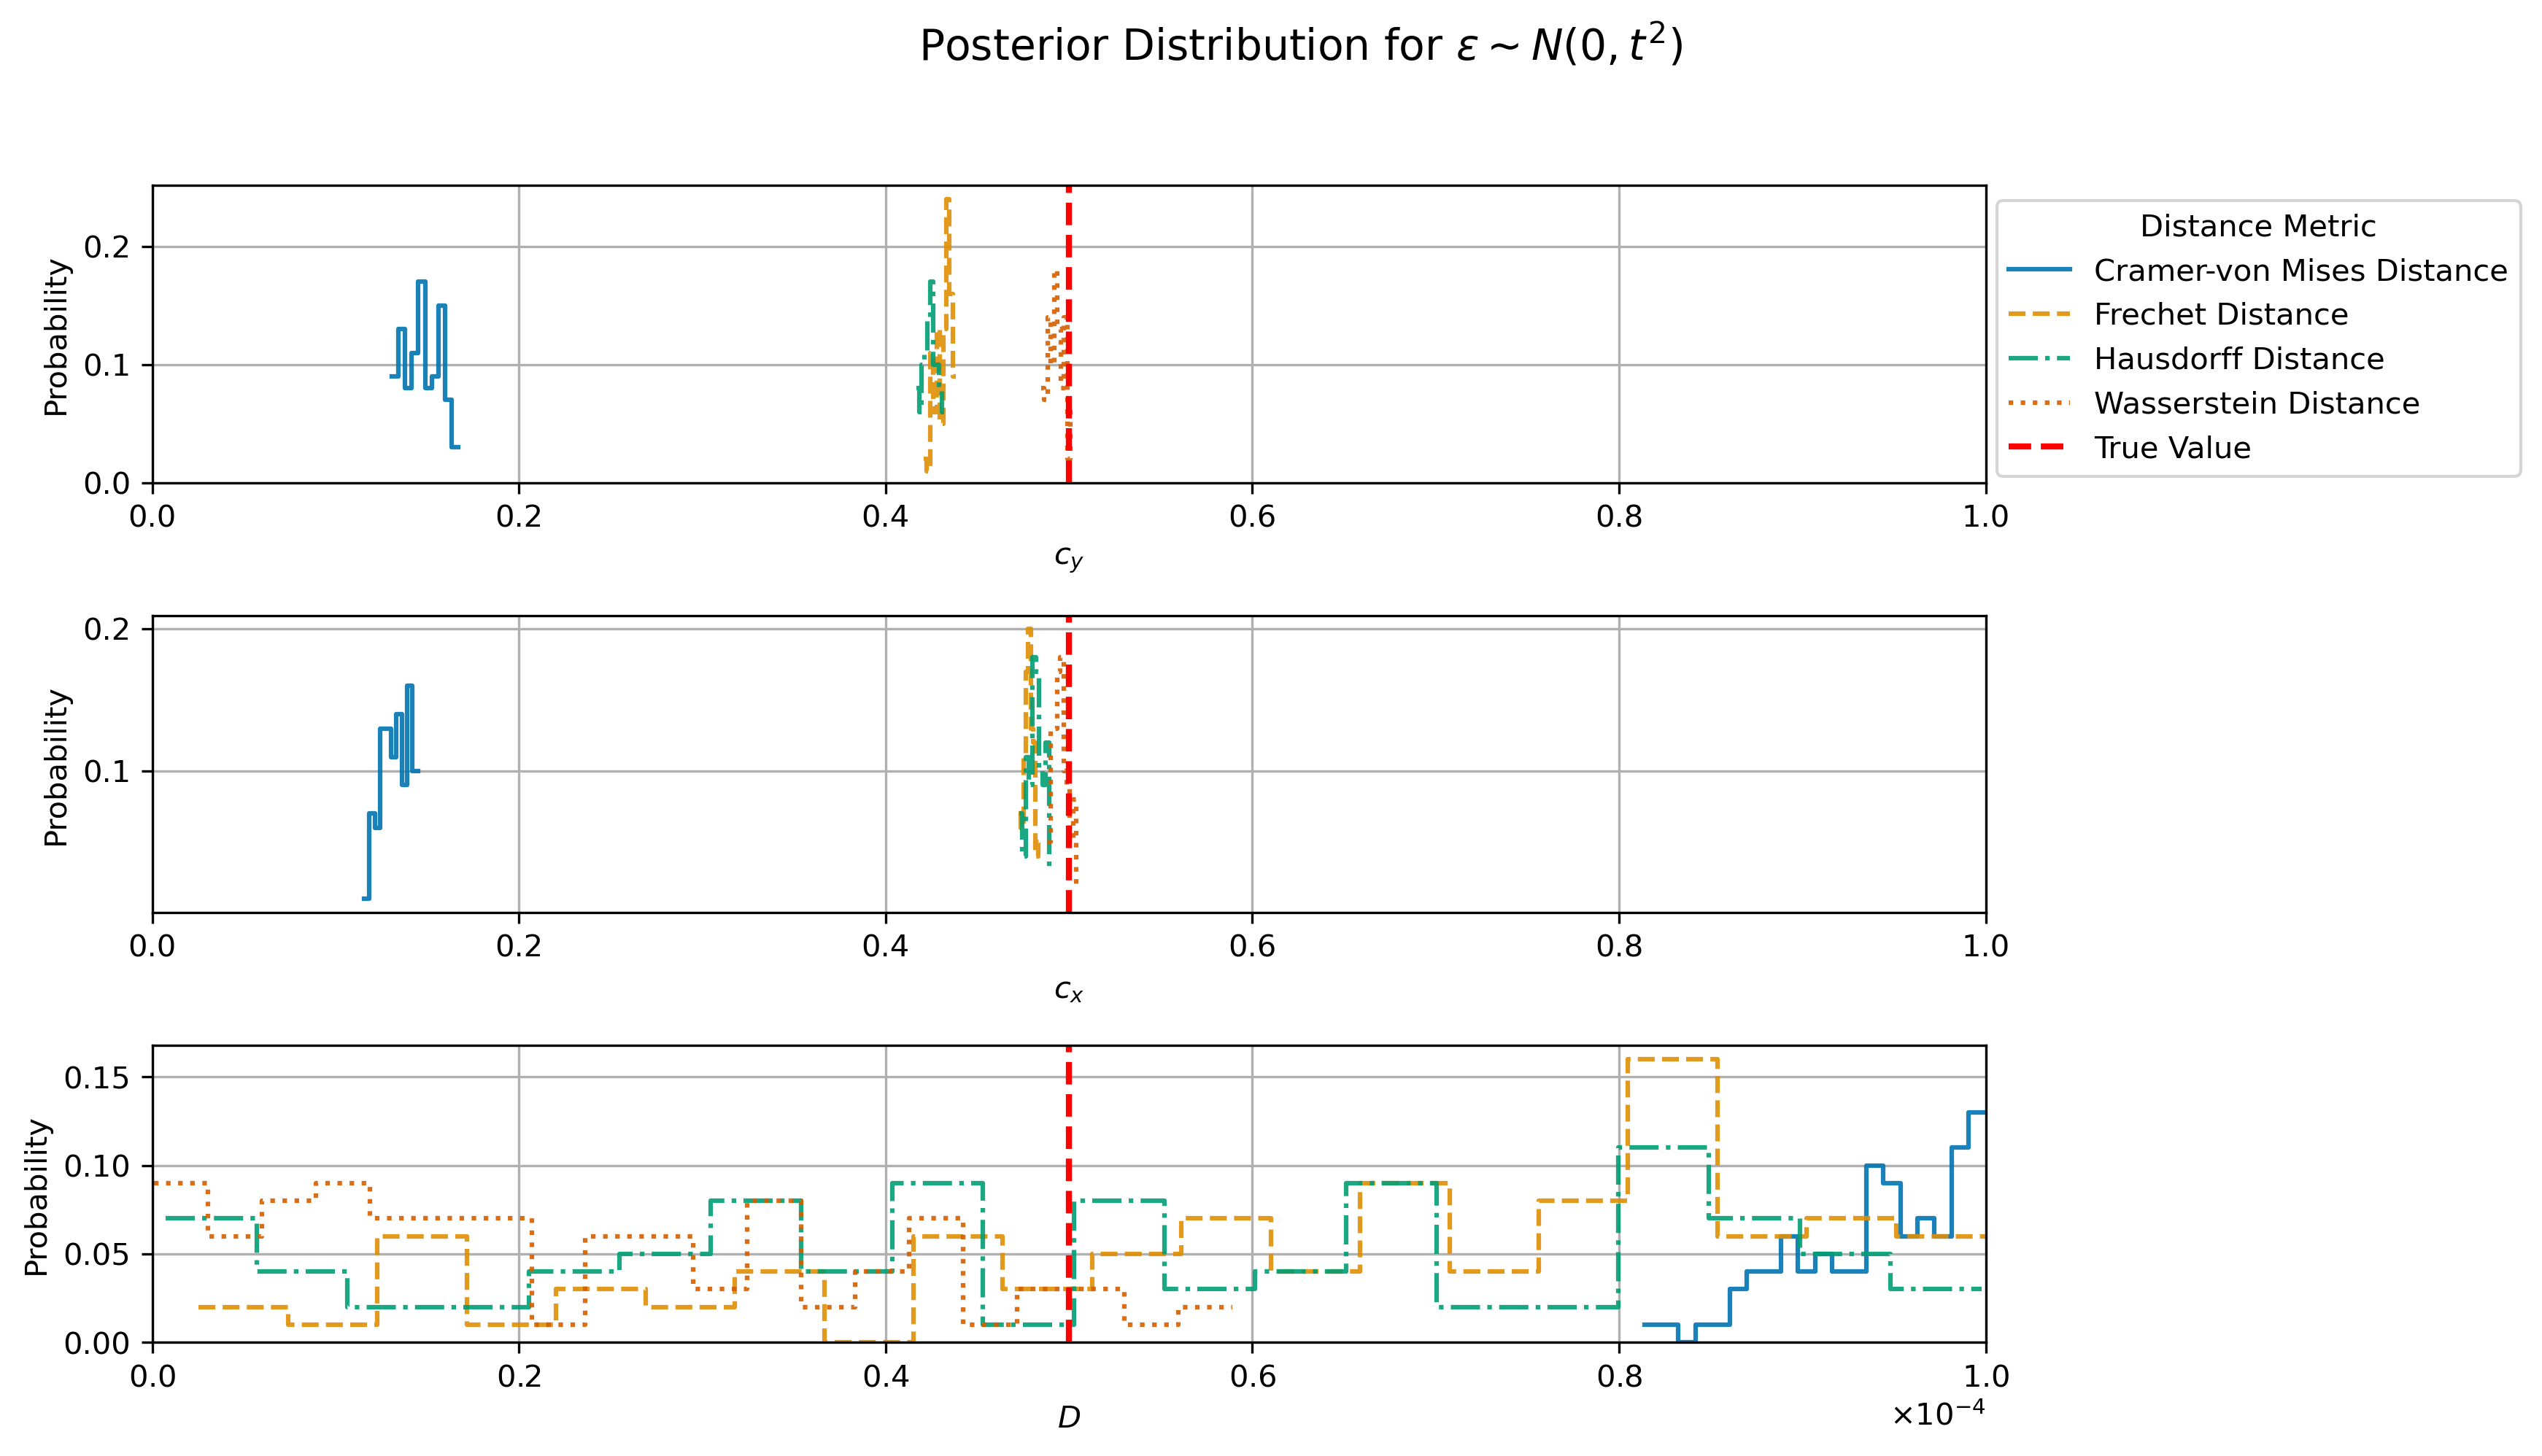 Posterior Distribution for ε ~ N(0, t²)
Probability
0.2
0.1
0.0
0.0 0.2 0.4 0.6 0.8 1.0
c_y
Distance Metric
Cramer-von Mises Distance
Frechet Distance
Hausdorff Distance
Wasserstein Distance
True Value
Probability
0.2
0.1
0.0 0.2 0.4 0.6 0.8 1.0
c_x
Probability
0.15
0.10
0.05
0.00
0.0 0.2 0.4 0.6 0.8 1.0
×10⁻⁴
D